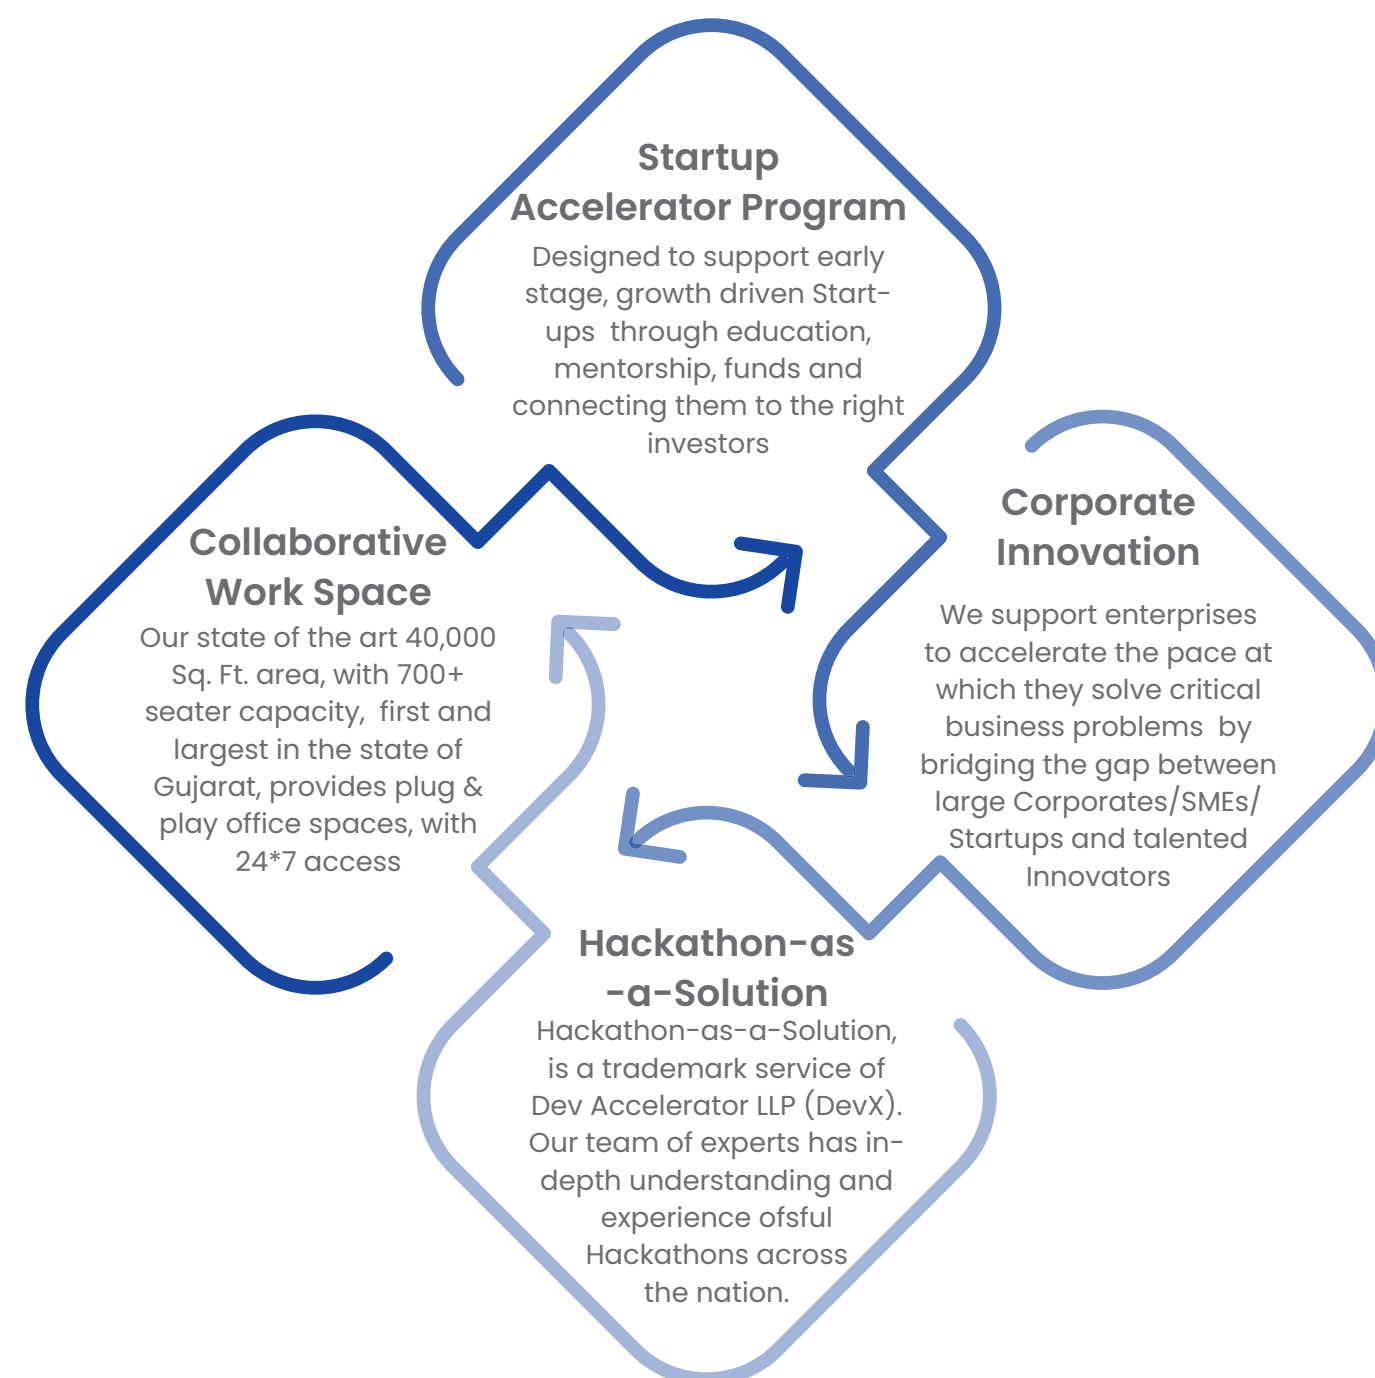 Startup
Accelerator Program
Designed to support early
stage, growth driven Start-
ups through education,
mentorship, funds and
connecting them to the right
investors
Collaborative
Work Space
Our state of the art 40,000
Sq. Ft. area, with 700+
seater capacity, first and
largest in the state of
Gujarat, provides plug &
play office spaces, with
24*7 access
Corporate
Innovation
We support enterprises
to accelerate the pace at
which they solve critical
business problems by
bridging the gap between
large Corporates/SMEs/
Startups and talented
Innovators
Hackathon-as
-a-Solution
Hackathon-as-a-Solution,
is a trademark service of
Dev Accelerator LLP (DevX).
Our team of experts has in-
depth understanding and
experience ofsful
Hackathons across
the nation.